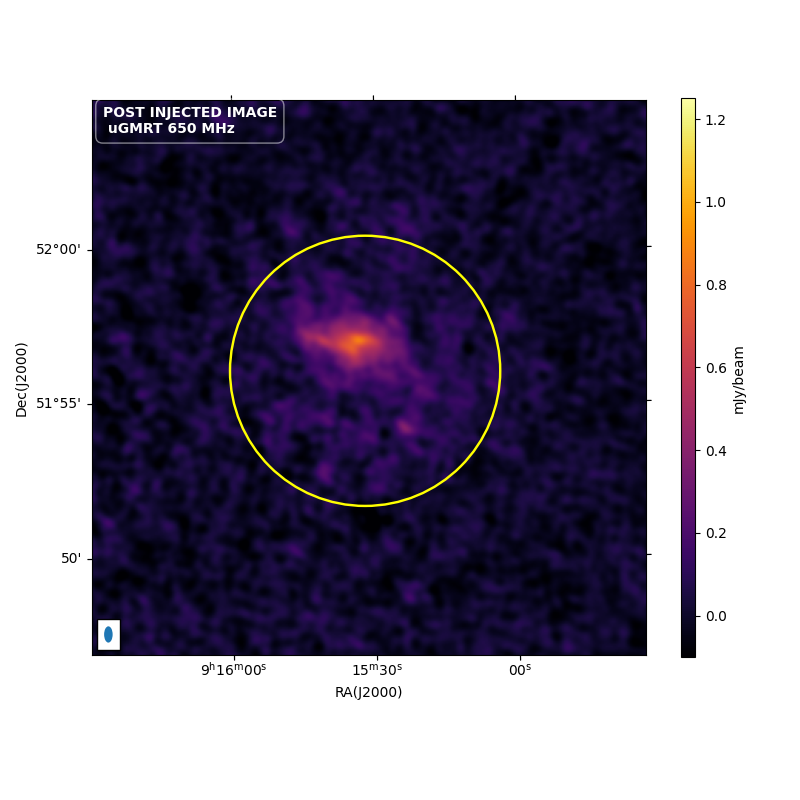 POST INJECTED IMAGE
uGMRT 650 MHz
52°00'
51°55'
50'
Dec(J2000)
9ʰ16ᵐ00ˢ
15ᵐ30ˢ
00ˢ
RA(J2000)
1.2
1.0
0.8
0.6
0.4
0.2
0.0
mJy/beam